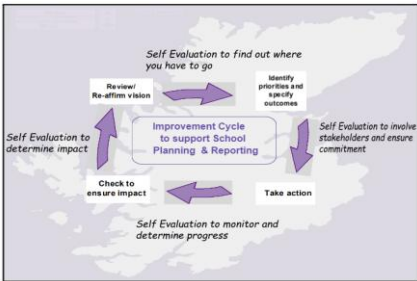 Self Evaluation to find out where
you have to go
Review/
Re-affirm vision
Identify
priorities and
specify
outcomes
Self Evaluation to
determine impact
Improvement Cycle
to support School
Planning & Reporting
Self Evaluation to involve
stakeholders and ensure
commitment
Check to
ensure impact
Take action
Self Evaluation to monitor and
determine progress